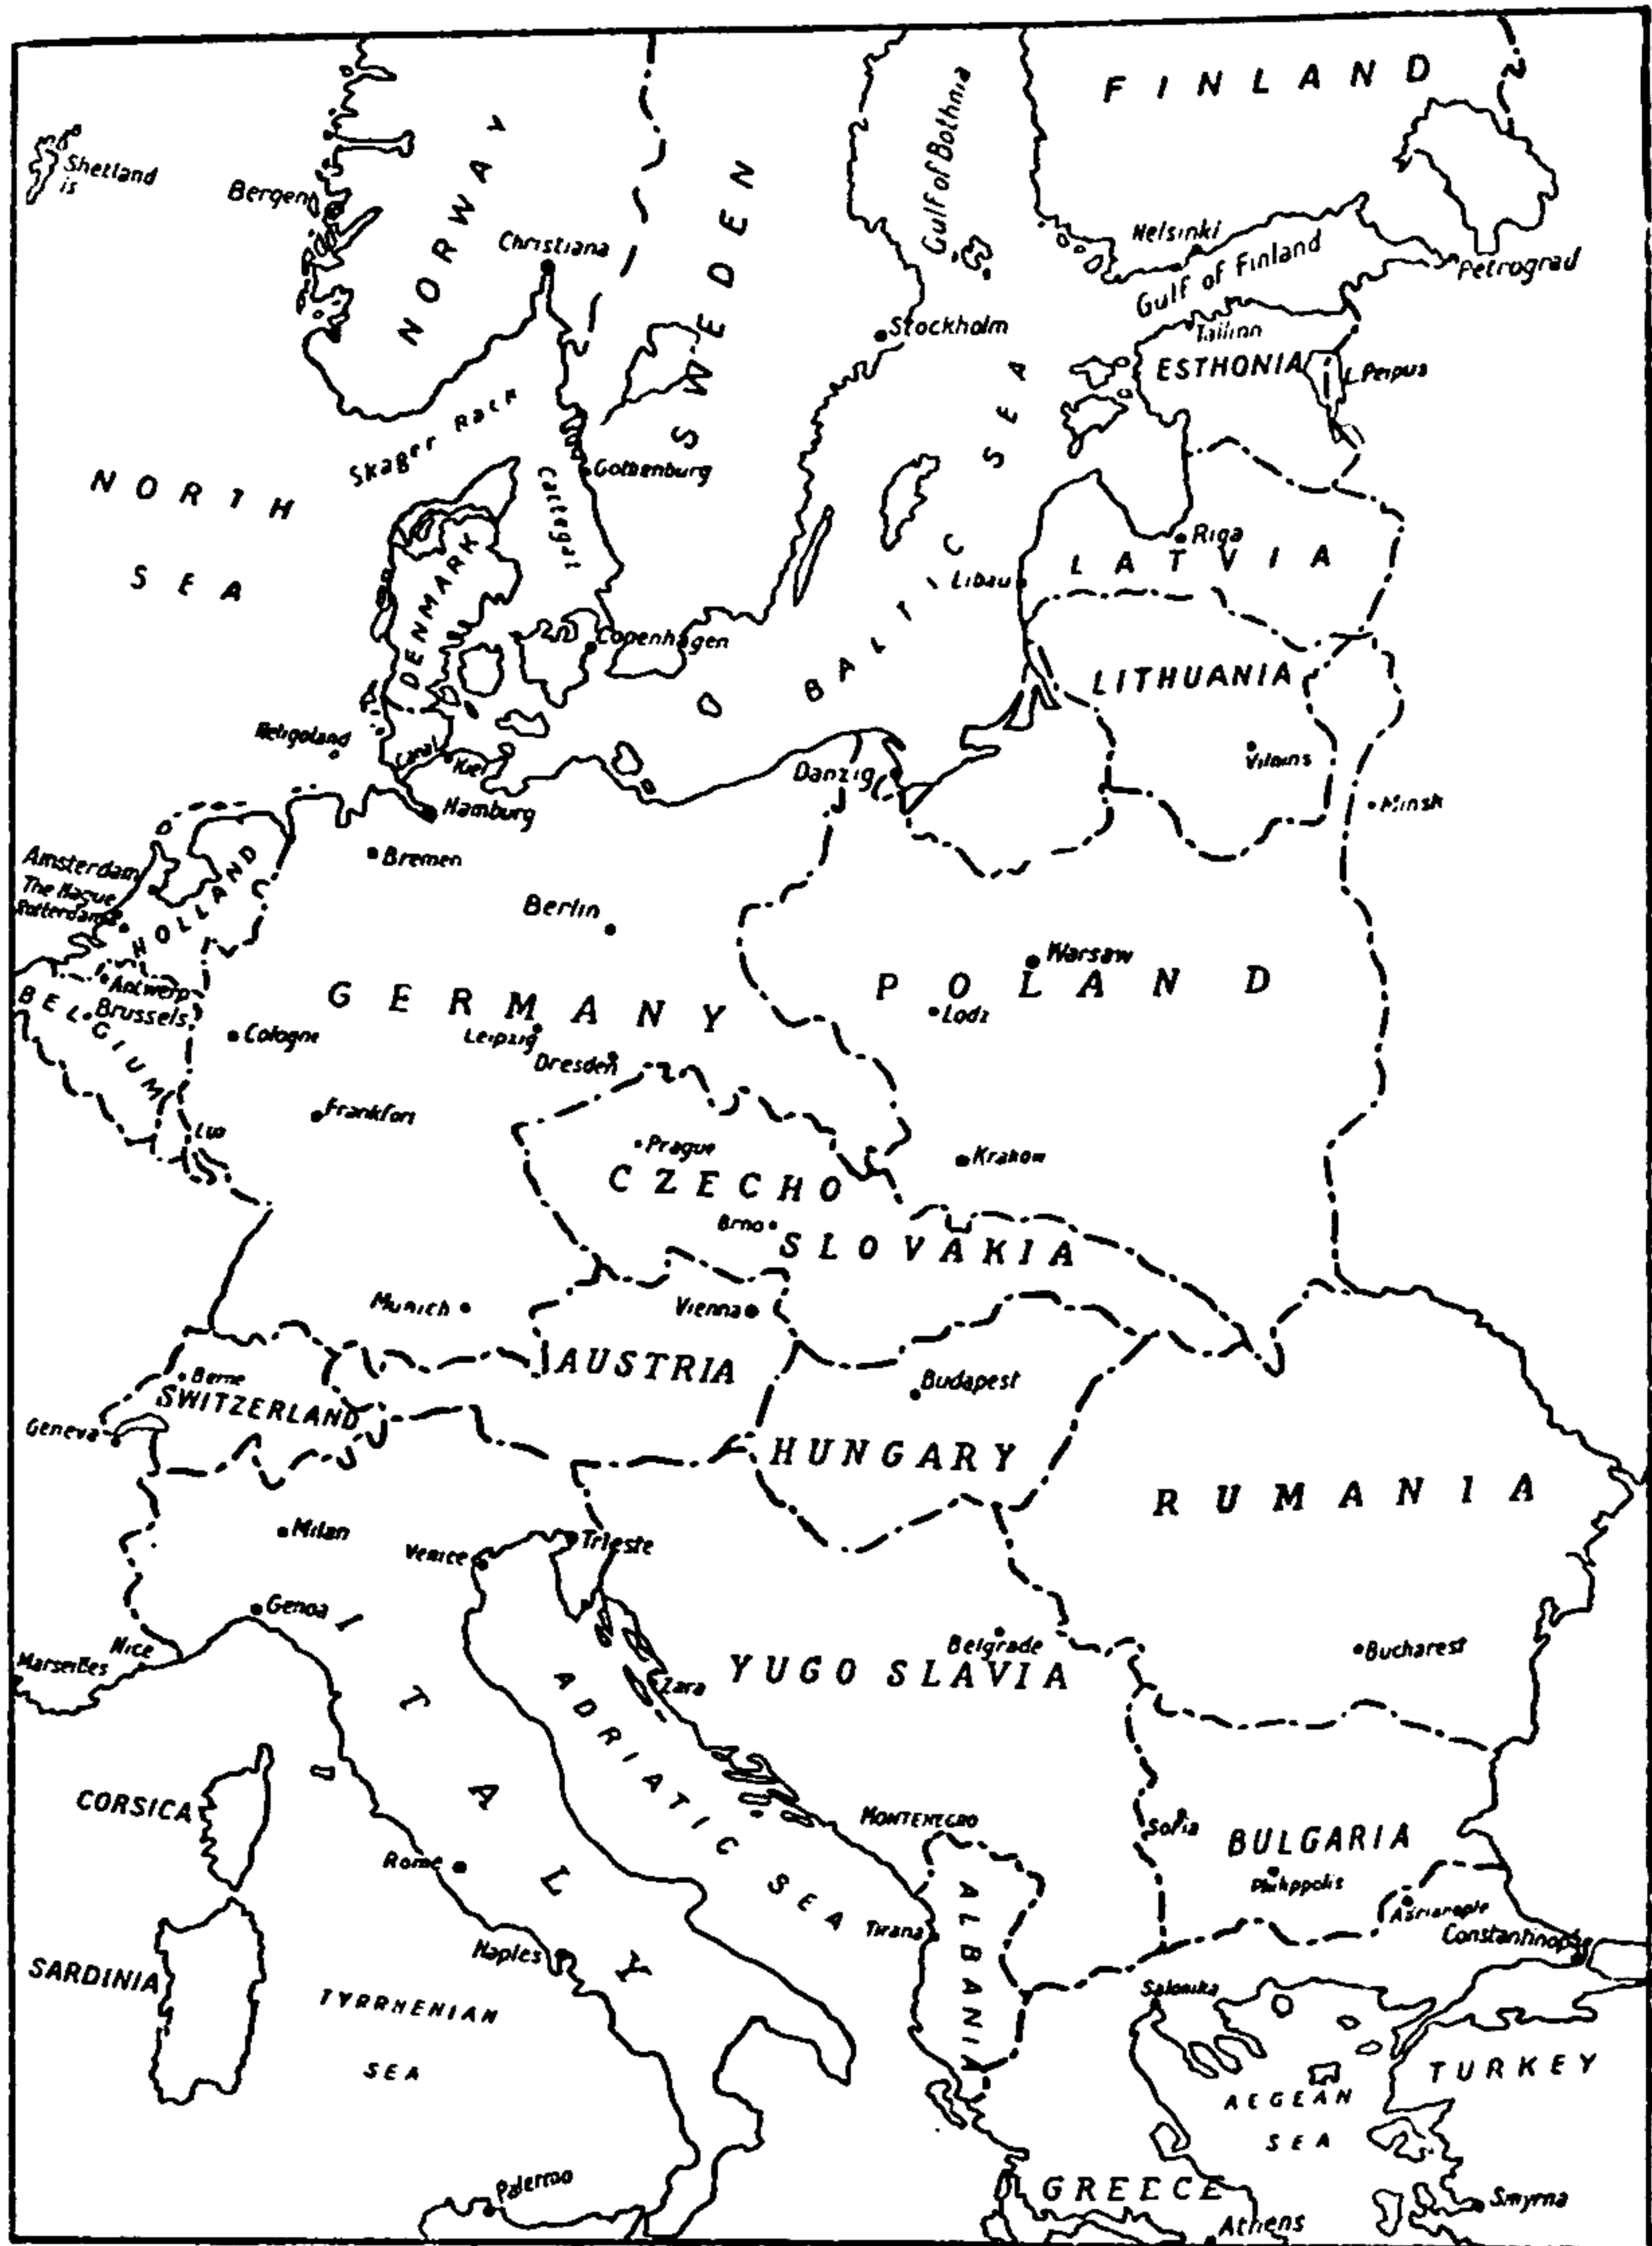 FINLAND
Gulf of Bothnia
Shetland
is
Bergen
NORWAY
SWEDEN
Christiana
Helsinki
Gulf of Finland
Petrograd
Stockholm
Tallinn
ESTHONIA
L. Peipus
Skager Rack
Gothenburg
NORTH
SEA
Cattegat
BALTIC SEA
Riga
LATVIA
Libau
DENMARK
Copenhagen
LITHUANIA
Heligoland
Canal
Kiel
Danzig
Vilnius
Minsk
Hamburg
Bremen
Amsterdam
The Hague
Rotterdam
HOLLAND
Berlin
Warsaw
POLAND
Antwerp
BELGIUM
Brussels
GERMANY
Lodz
Cologne
Leipzig
Dresden
Frankfort
Lux
Prague
Krakow
CZECHO
Brno
SLOVAKIA
Munich
Vienna
AUSTRIA
Berne
SWITZERLAND
Budapest
Geneva
HUNGARY
RUMANIA
Milan
Venice
Trieste
Genoa
ITALY
Nice
Marseilles
Belgrade
Bucharest
YUGO SLAVIA
Zara
ADRIATIC SEA
CORSICA
MONTENEGRO
Sofia
BULGARIA
Rome
Philippolis
Adrianople
ALBANIA
Tirana
Constantinople
Naples
SARDINIA
TYRRHENIAN
SEA
Salonika
TURKEY
AEGEAN
SEA
GREECE
Palermo
Smyrna
Athens